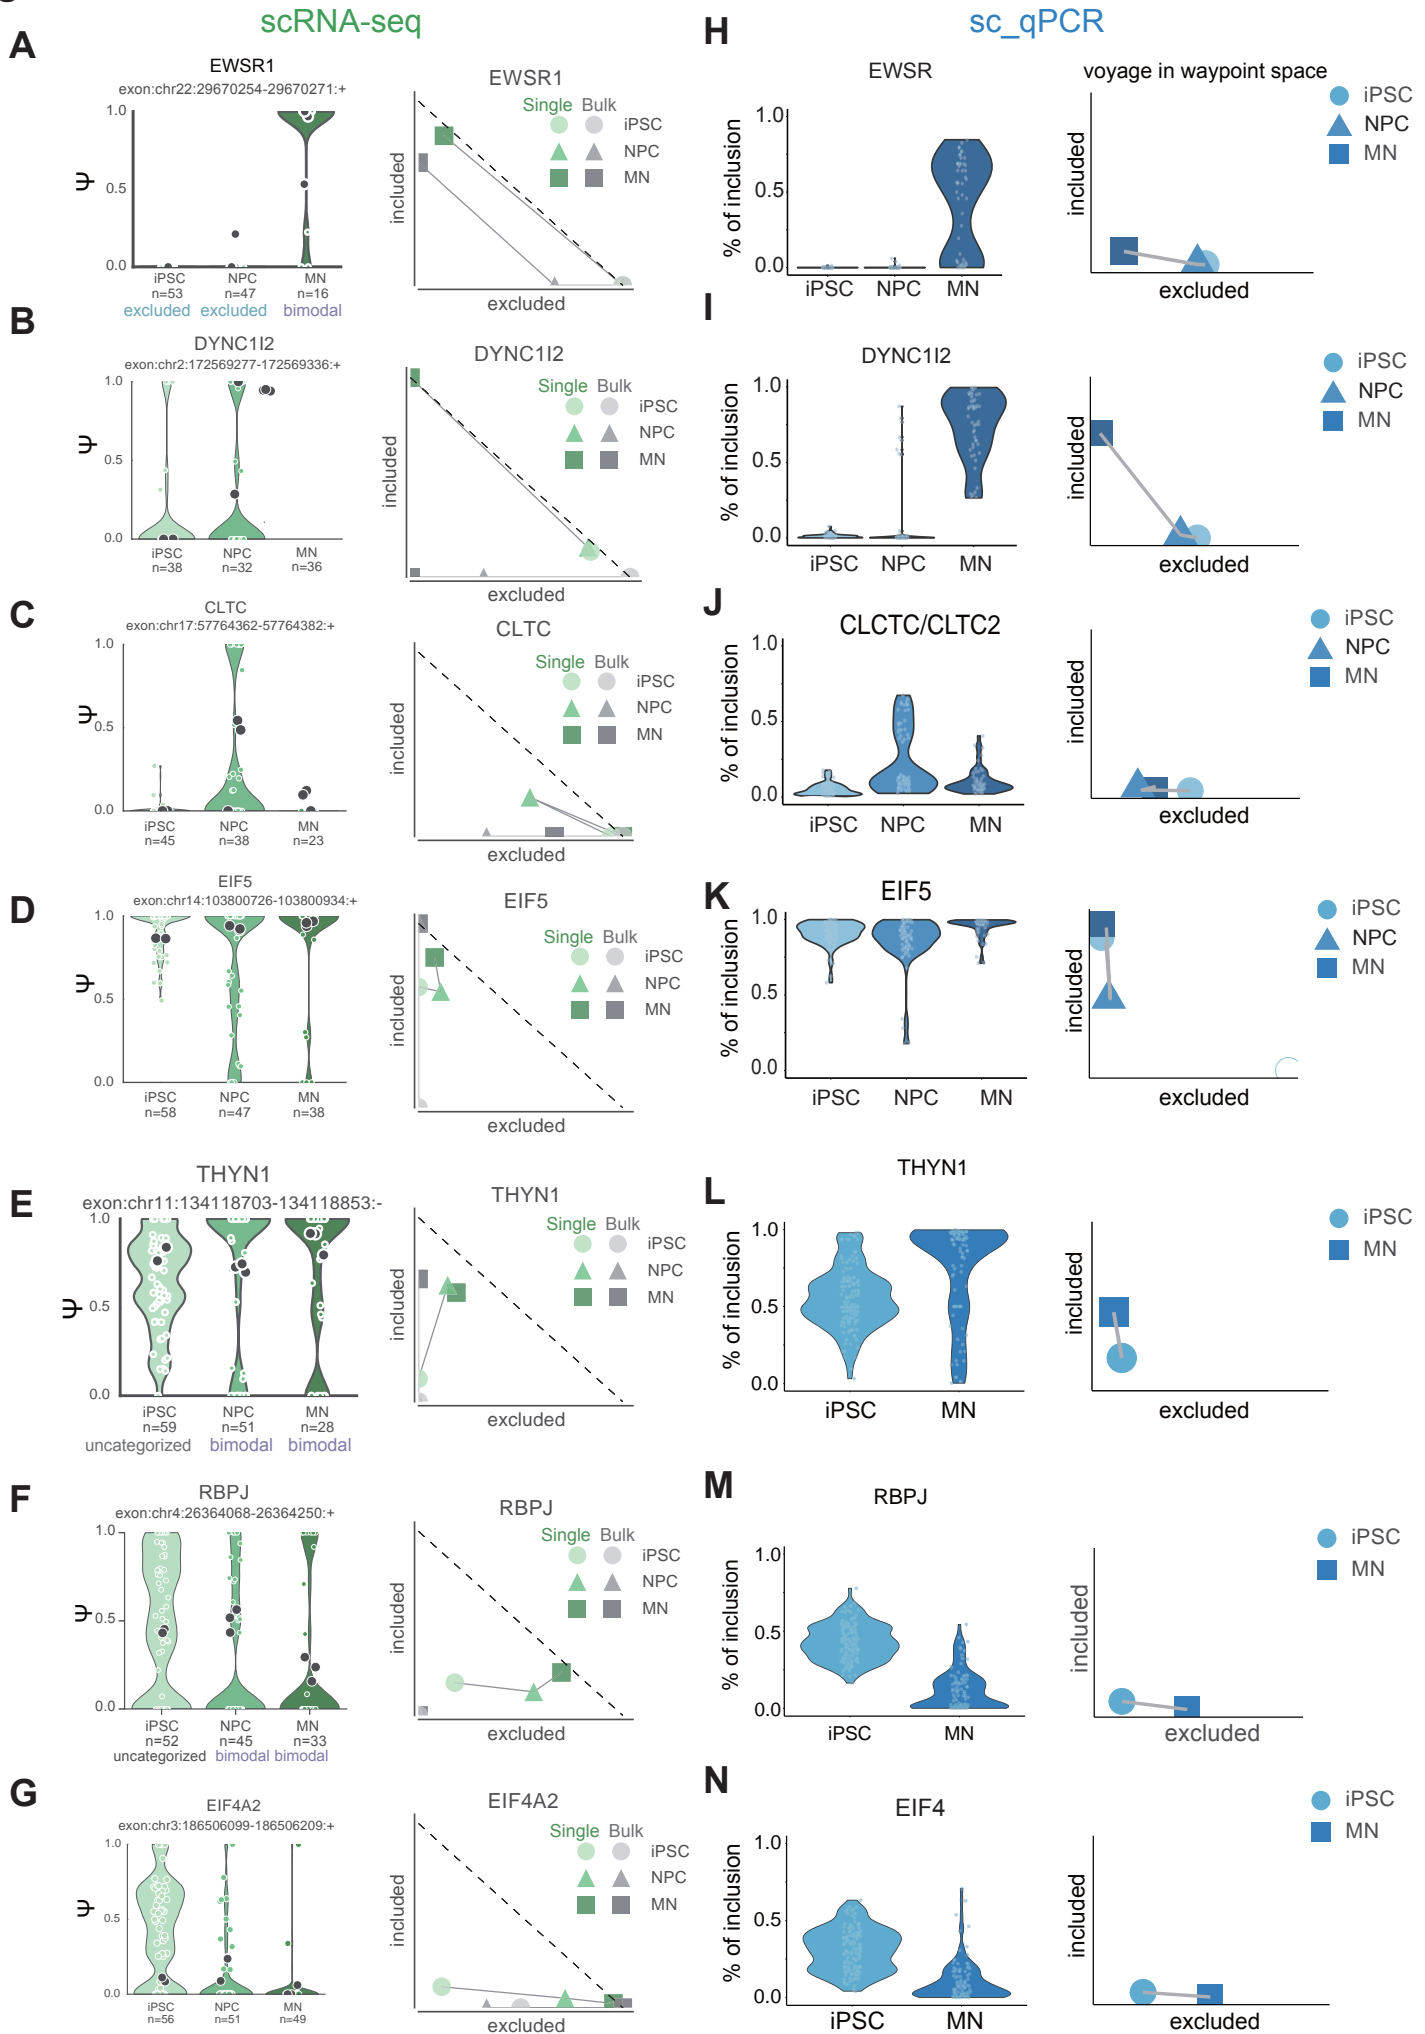 scRNA-seq
sc_qPCR
A
EWSR1
exon:chr22:29670254-29670271:+
Ψ
1.0
0.5
0.0
iPSC NPC MN
n=53 n=47 n=16
excluded excluded bimodal
EWSR1
Single Bulk
iPSC
NPC
MN
included
excluded
H
EWSR
% of inclusion
1.0
0.5
0.0
iPSC NPC MN
voyage in waypoint space
iPSC
NPC
MN
included
excluded
B
DYNC1I2
exon:chr2:172569277-172569336:+
Ψ
1.0
0.5
0.0
iPSC NPC MN
n=38 n=32 n=36
DYNC1I2
Single Bulk
iPSC
NPC
MN
included
excluded
I
DYNC1I2
% of inclusion
1.0
0.5
0.0
iPSC NPC MN
iPSC
NPC
MN
included
excluded
C
CLTC
exon:chr17:57764362-57764382:+
Ψ
1.0
0.5
0.0
iPSC NPC MN
n=45 n=38 n=23
CLTC
Single Bulk
iPSC
NPC
MN
included
excluded
J
CLCTC/CLTC2
% of inclusion
1.0
0.5
0.0
iPSC NPC MN
iPSC
NPC
MN
included
excluded
D
EIF5
exon:chr14:103800726-103800934:+
Ψ
1.0
0.5
0.0
iPSC NPC MN
n=58 n=47 n=38
EIF5
Single Bulk
iPSC
NPC
MN
included
excluded
K
EIF5
% of inclusion
1.0
0.5
0.0
iPSC NPC MN
iPSC
NPC
MN
included
excluded
E
THYN1
exon:chr11:134118703-134118853:-
Ψ
1.0
0.5
0.0
iPSC NPC MN
n=59 n=51 n=28
uncategorized bimodal bimodal
THYN1
Single Bulk
iPSC
NPC
MN
included
excluded
L
THYN1
% of inclusion
1.0
0.5
0.0
iPSC MN
iPSC
MN
included
excluded
F
RBPJ
exon:chr4:26364068-26364250:+
Ψ
1.0
0.5
0.0
iPSC NPC MN
n=52 n=45 n=33
uncategorized bimodal bimodal
RBPJ
Single Bulk
iPSC
NPC
MN
included
excluded
M
RBPJ
% of inclusion
1.0
0.5
0.0
iPSC MN
iPSC
MN
included
excluded
G
EIF4A2
exon:chr3:186506099-186506209:+
Ψ
1.0
0.5
0.0
iPSC NPC MN
n=56 n=51 n=49
EIF4A2
Single Bulk
iPSC
NPC
MN
included
excluded
N
EIF4
% of inclusion
1.0
0.5
0.0
iPSC MN
iPSC
MN
included
excluded